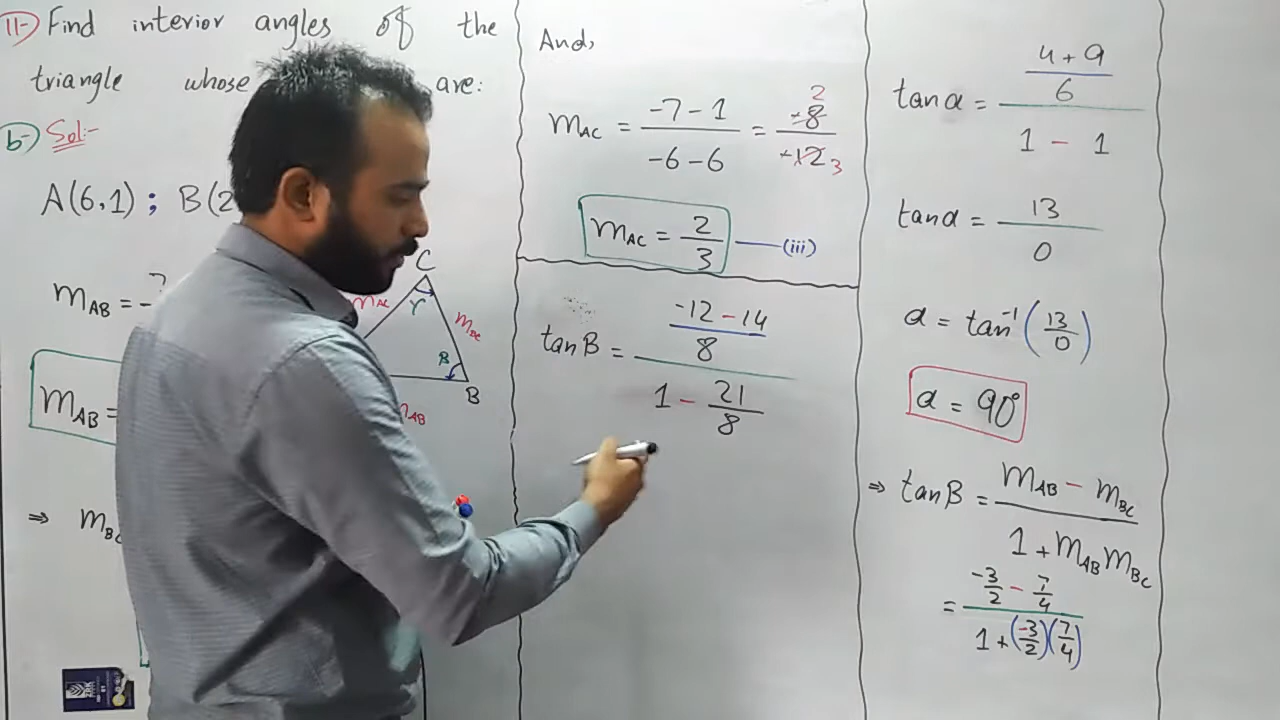 11-) Find interior angles of the
triangle whose are:
b-) Sol:-
A(6,1) ; B(2
m_AB = -
m_AB =
⇒ m_BC
C
m_AC
γ
m_BC
B
B
And,
m_AC = (-7 - 1)/(-6 - 6) = -8/-12 2 3
m_AC = 2/3 —— (iii)
tan B = ((-12 - 14)/8)/(1 - 21/8)
tan α = ((4 + 9)/6)/(1 - 1)
tan α = 13/0
α = tan⁻¹(13/0)
α = 90°
⇒ tan B = (m_AB - m_BC)/(1 + m_AB m_BC)
= (-3/2 - 7/4)/(1 + (-3/2)(7/4))